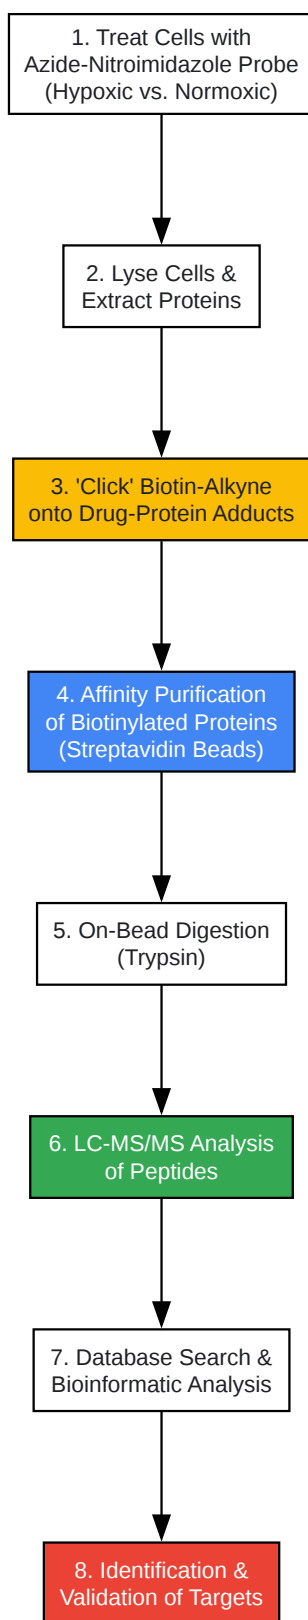 1. Treat Cells with
Azide-Nitroimidazole Probe
(Hypoxic vs. Normoxic)
2. Lyse Cells &
Extract Proteins
3. 'Click' Biotin-Alkyne
onto Drug-Protein Adducts
4. Affinity Purification
of Biotinylated Proteins
(Streptavidin Beads)
5. On-Bead Digestion
(Trypsin)
6. LC-MS/MS Analysis
of Peptides
7. Database Search &
Bioinformatic Analysis
8. Identification &
Validation of Targets